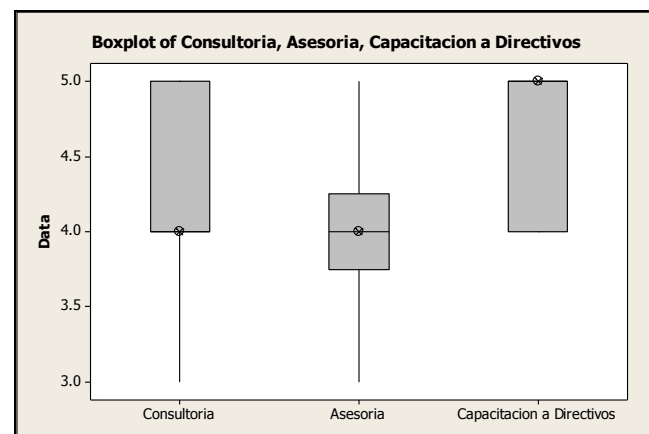 Boxplot of Consultoria, Asesoria, Capacitacion a Directivos
5.0
4.5
4.0
3.5
3.0
Data
Consultoria
Asesoria
Capacitacion a Directivos